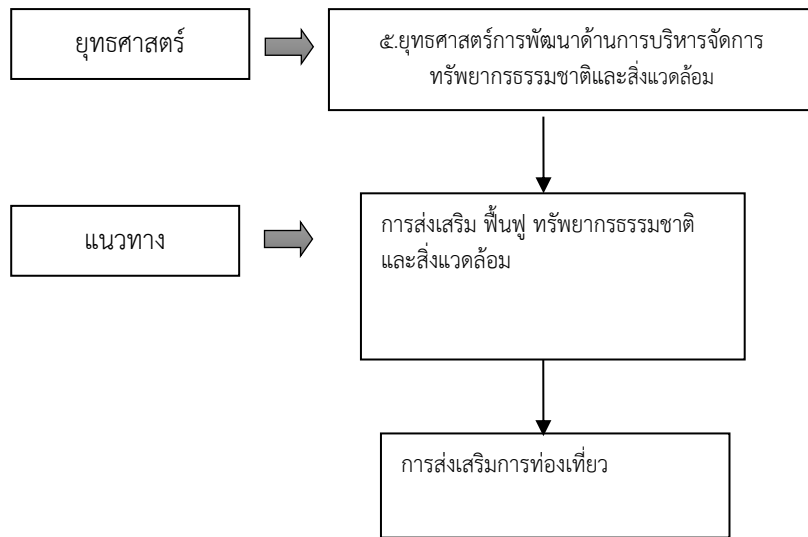 ยุทธศาสตร์
๕.ยุทธศาสตร์การพัฒนาด้านการบริหารจัดการ
ทรัพยากรธรรมชาติและสิ่งแวดล้อม
แนวทาง
การส่งเสริม ฟื้นฟู ทรัพยากรธรรมชาติ
และสิ่งแวดล้อม
การส่งเสริมการท่องเที่ยว